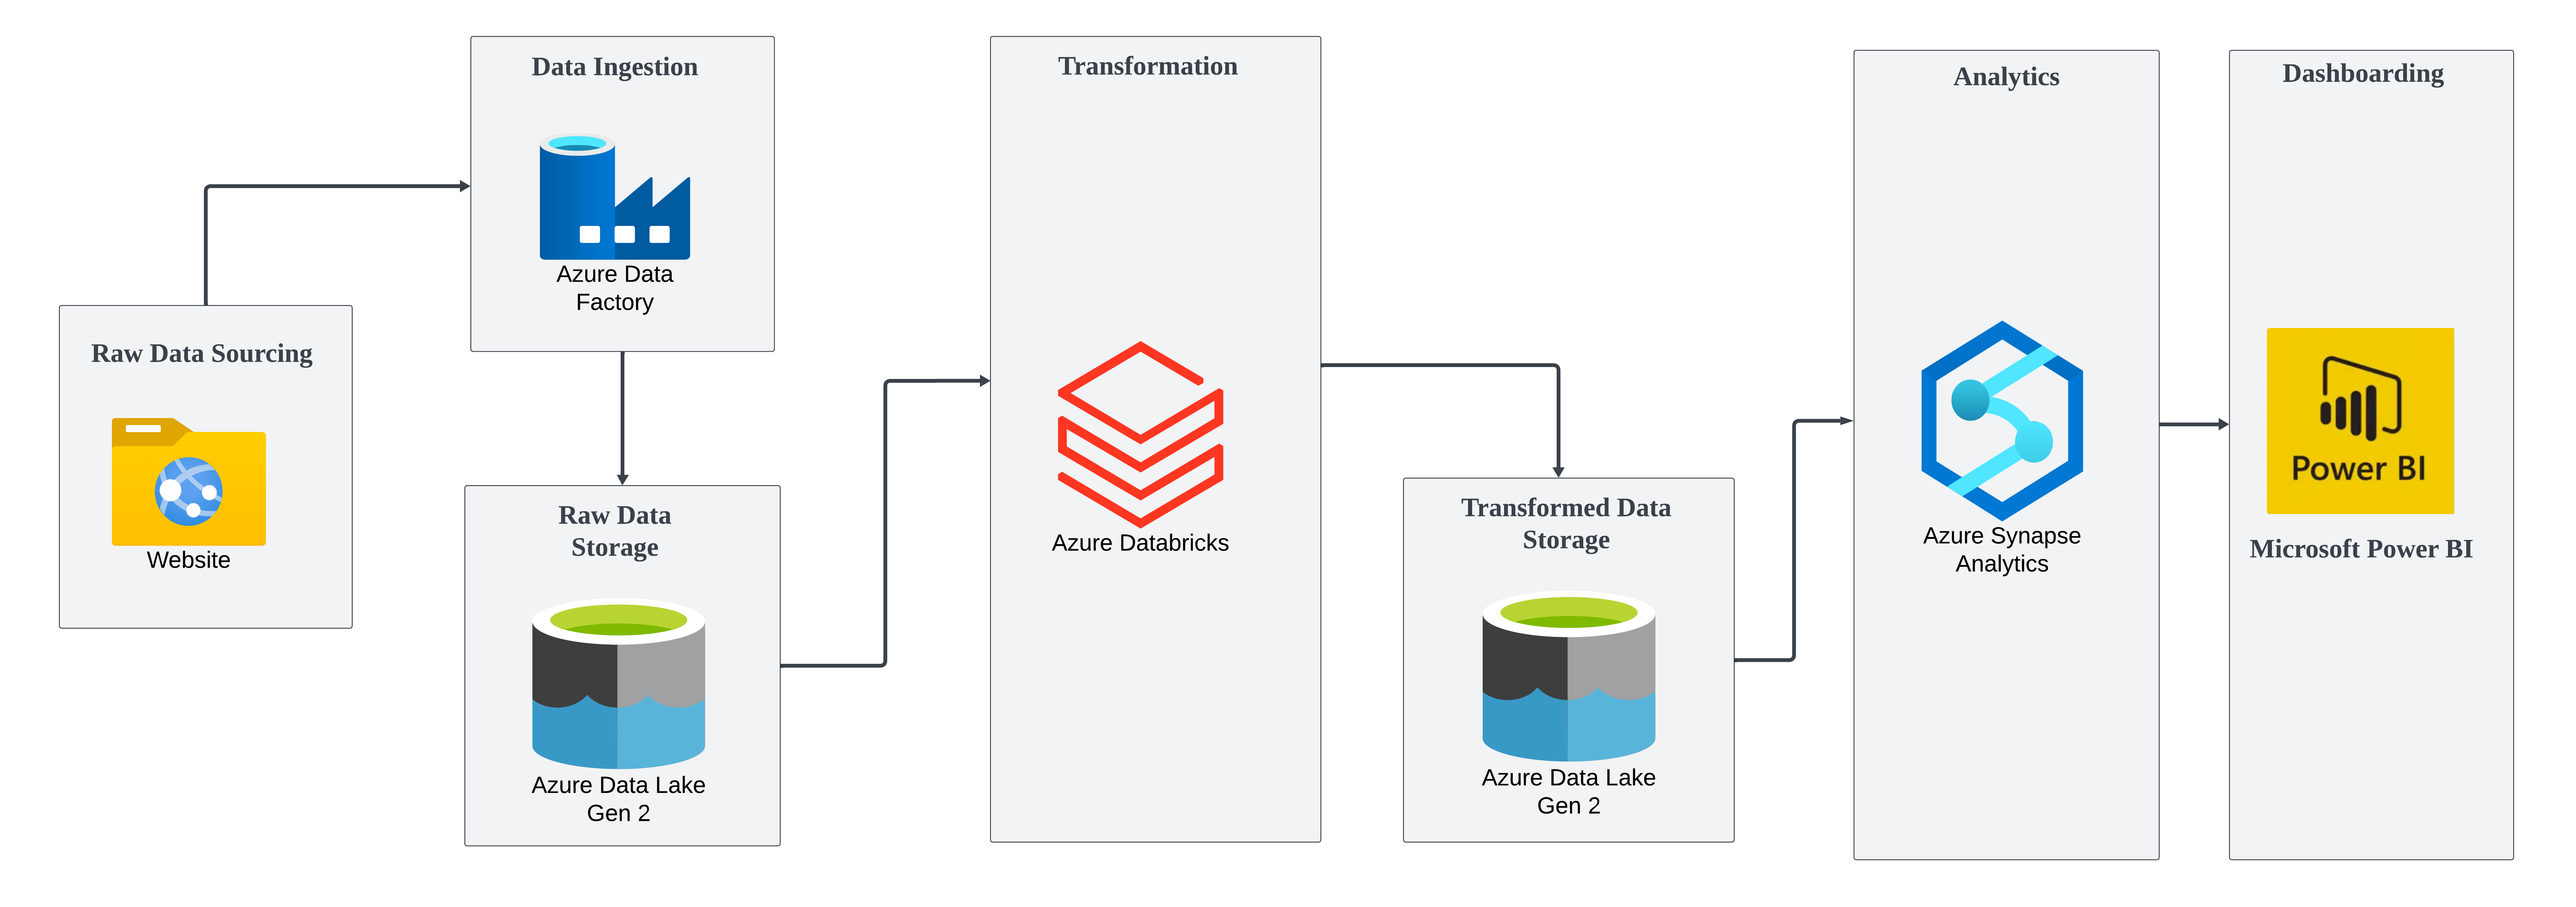 Raw Data Sourcing
Website
Data Ingestion
Azure Data
Factory
Raw Data
Storage
Azure Data Lake
Gen 2
Transformation
Azure Databricks
Transformed Data
Storage
Azure Data Lake
Gen 2
Analytics
Azure Synapse
Analytics
Dashboarding
Power BI
Microsoft Power BI